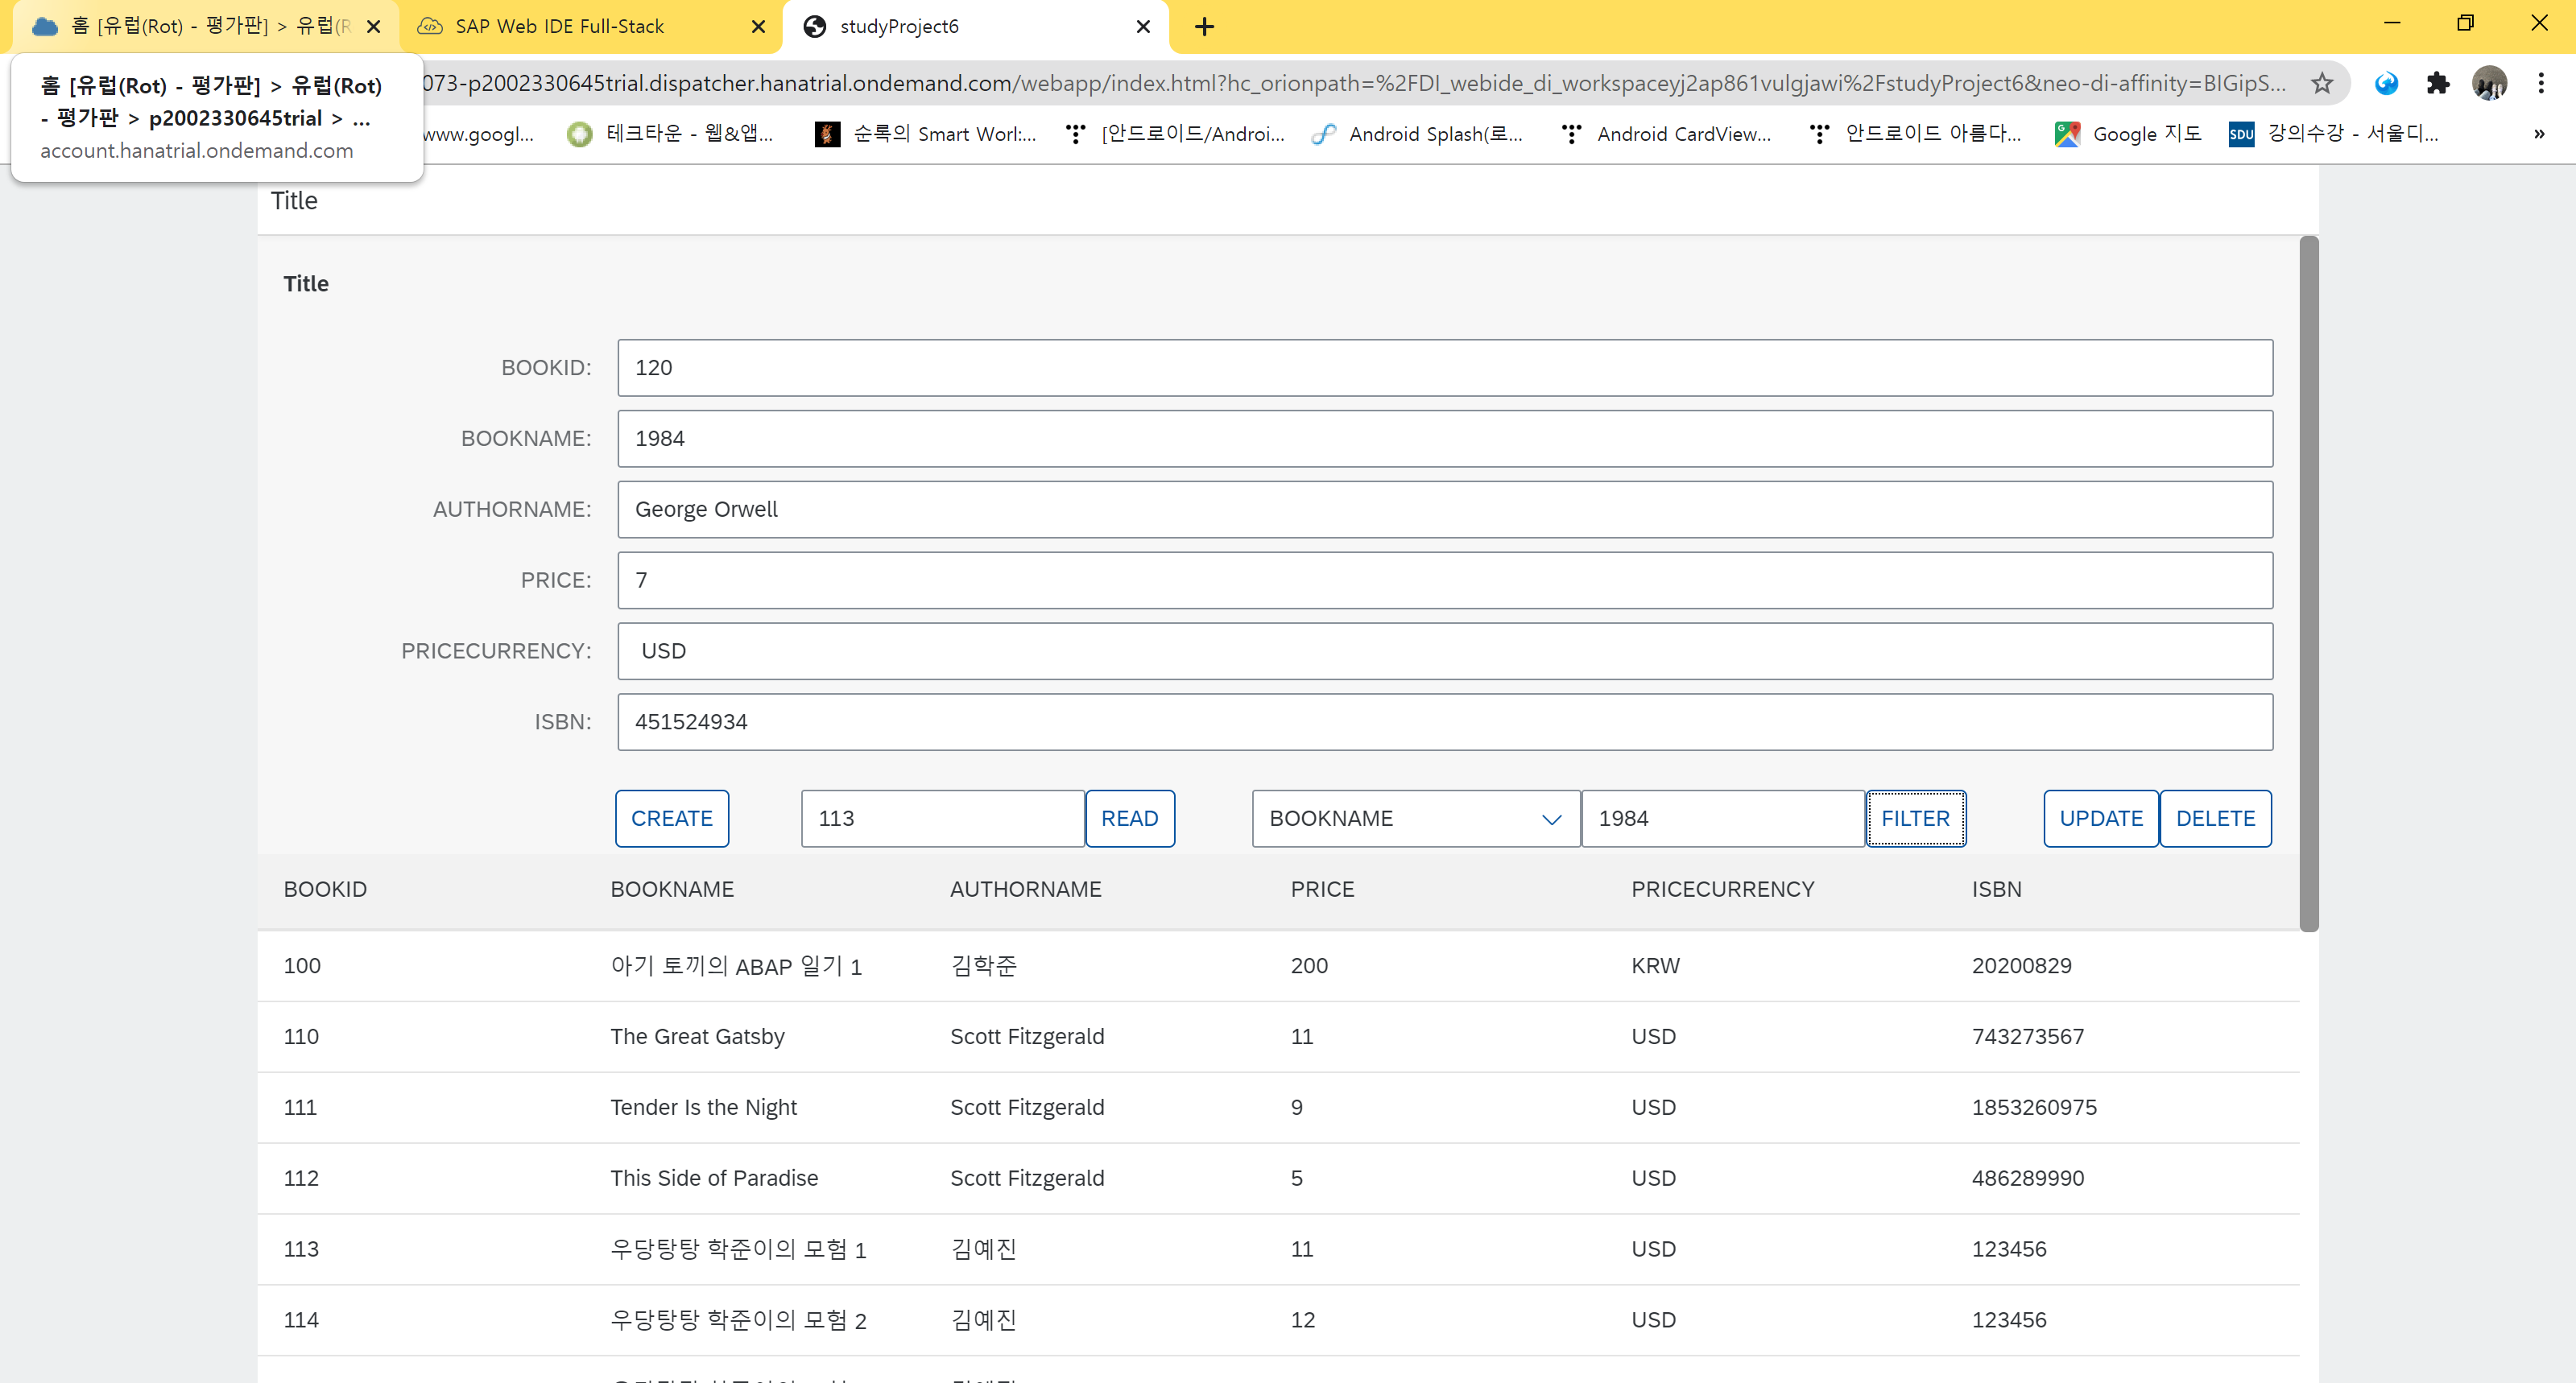 홈 [유럽(Rot) - 평가판] > 유럽(R
SAP Web IDE Full-Stack
studyProject6
홈 [유럽(Rot) - 평가판] > 유럽(Rot)
- 평가판 > p2002330645trial > ...
account.hanatrial.ondemand.com
073-p2002330645trial.dispatcher.hanatrial.ondemand.com/webapp/index.html?hc_orionpath=%2FDI_webide_di_workspaceyj2ap861vulgjawi%2FstudyProject6&neo-di-affinity=BIGipS...
www.googl... 테크타운 - 웹&앱... 순록의 Smart Worl:... [안드로이드/Androi... Android Splash(로... Android CardView... 안드로이드 아름다... Google 지도 SDU 강의수강 - 서울디... »
Title
Title
BOOKID: 120
BOOKNAME: 1984
AUTHORNAME: George Orwell
PRICE: 7
PRICECURRENCY: USD
ISBN: 451524934
CREATE 113 READ BOOKNAME 1984 FILTER UPDATE DELETE
BOOKID BOOKNAME AUTHORNAME PRICE PRICECURRENCY ISBN
100 아기 토끼의 ABAP 일기 1 김학준 200 KRW 20200829
110 The Great Gatsby Scott Fitzgerald 11 USD 743273567
111 Tender Is the Night Scott Fitzgerald 9 USD 1853260975
112 This Side of Paradise Scott Fitzgerald 5 USD 486289990
113 우당탕탕 학준이의 모험 1 김예진 11 USD 123456
114 우당탕탕 학준이의 모험 2 김예진 12 USD 123456